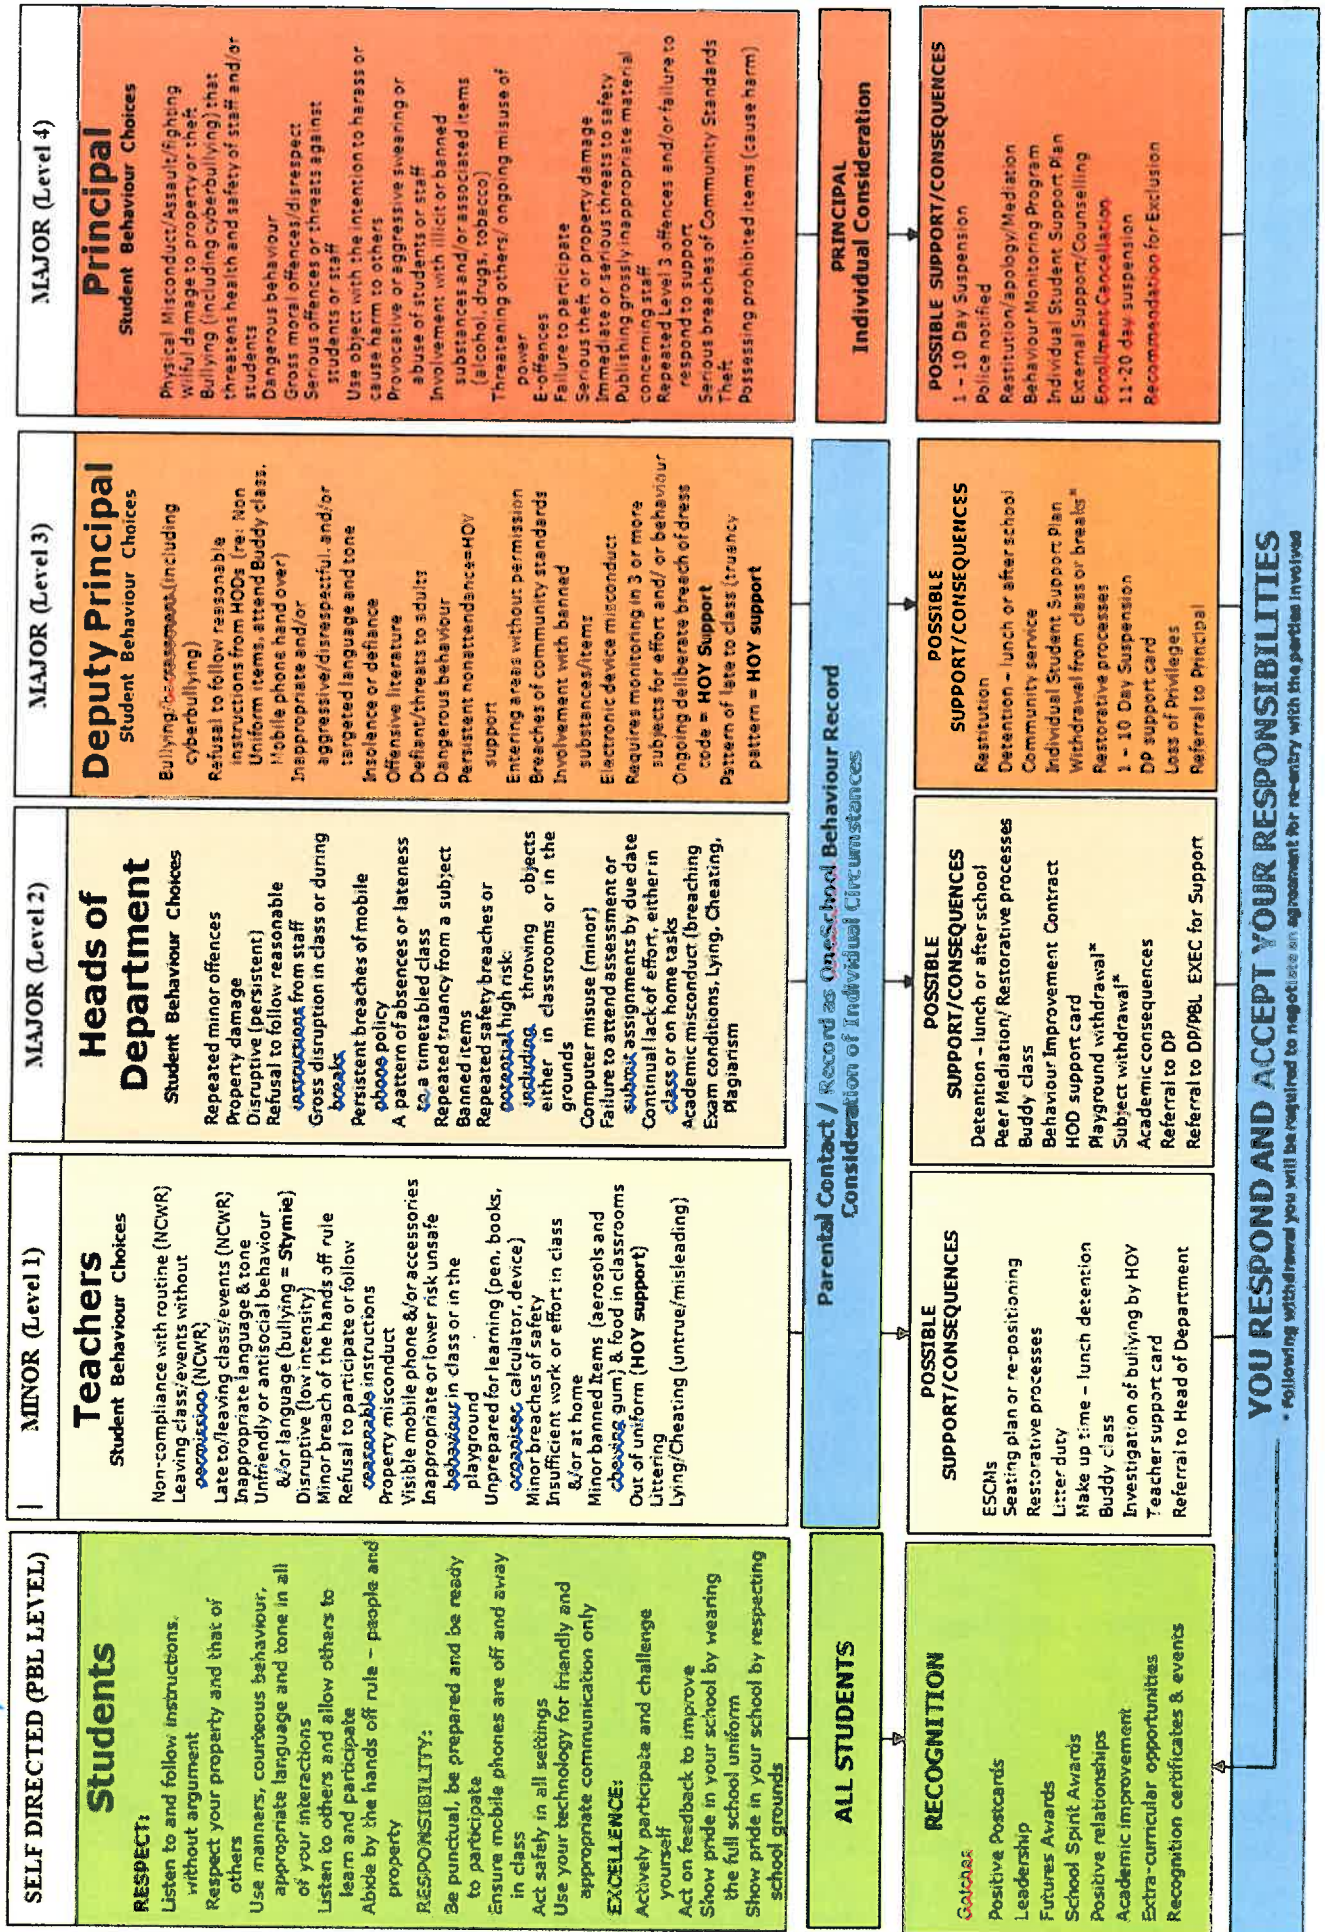 SELF DIRECTED (PBL LEVEL)
Students
RESPECT:
Listen to and follow instructions.
without argument
Respect your property and that of
others
Use manners, courteous behaviour,
appropriate language and tone in all
of your interactions
Listen to others and allow others to
learn and participate
Abide by the hands off rule – people and
property
RESPONSIBILITY:
Be punctual, be prepared and be ready
to participate
Ensure mobile phones are off and away
in class
Act safely in all settings
Use your technology for friendly and
appropriate communication only
EXCELLENCE:
Actively participate and challenge
yourself
Act on feedback to improve
Show pride in your school by wearing
the full school uniform
Show pride in your school by respecting
school grounds
ALL STUDENTS
RECOGNITION
Gotchas
Positive Postcards
Leadership
Futures Awards
School Spirit Awards
Positive relationships
Academic improvement
Extra-curricular opportunities
Recognition certificates & events
MINOR (Level 1)
Teachers
Student Behaviour Choices
Non-compliance with routine (NCWR)
Leaving class/events without
permission (NCWR)
Late to/leaving class/events (NCWR)
Inappropriate language & tone
Unfriendly or antisocial behaviour
&/or language (bullying = Stymie)
Disruptive (low intensity)
Minor breach of the hands off rule
Refusal to participate or follow
reasonable instructions
Property misconduct
Visible mobile phone &/or accessories
Inappropriate or lower risk unsafe
behaviour in class or in the
playground
Unprepared for learning (pen, books,
organiser, calculator, device)
Minor breaches of safety
Insufficient work or effort in class
&/or at home
Minor banned Items (aerosols and
chewing gum) & food in classrooms
Out of uniform (HOY support)
Littering
Lying/Cheating (untrue/misleading)
MAJOR (Level 2)
Heads of
Department
Student Behaviour Choices
Repeated minor offences
Property damage
Disruptive (persistent)
Refusal to follow reasonable
instructions from staff
Gross disruption in class or during
breaks
Persistent breaches of mobile
phone policy
A pattern of absences or lateness
to a timetabled class
Repeated truancy from a subject
Banned items
Repeated safety breaches or
potential high risk:
including throwing objects
either in classrooms or in the
grounds
Computer misuse (minor)
Failure to attend assessment or
submit assignments by due date
Continual lack of effort, either in
class or on home tasks
Academic misconduct (breaching
Exam conditions, Lying, Cheating,
Plagiarism
MAJOR (Level 3)
Deputy Principal
Student Behaviour Choices
Bullying/harassment (including
cyberbullying)
Refusal to follow reasonable
instructions from HODs (re: Non
Uniform items, attend Buddy class.
Mobile phone hand over)
Inappropriate and/or
aggressive/disrespectful, and/or
targeted language and tone
Insolence or defiance
Offensive literature
Defiant/threats to adults
Dangerous behaviour
Persistent nonattendance=HOY
support
Entering areas without permission
Breaches of community standards
Involvement with banned
substances/items
Electronic device misconduct
Requires monitoring in 3 or more
subjects for effort and/ or behaviour
Ongoing deliberate breach of dress
code = HOY Support
Pattern of late to class (truancy
pattern = HOY support
MAJOR (Level 4)
Principal
Student Behaviour Choices
Physical Misconduct/Assault/fighting
wilful damage to property or theft
Bullying (including cyberbullying) that
threatens health and safety of staff and/or
students
Dangerous behaviour
Gross moral offences/disrespect
Serious offences or threats against
students or staff
Use object with the intention to harass or
cause harm to others
Provocative or aggressive swearing or
abuse of students or staff
Involvement with illicit or banned
substances and/or associated items
(alcohol, drugs, tobacco)
Threatening others/ ongoing misuse of
power
E-offences
Failure to participate
Serious theft or property damage
Immediate or serious threats to safety
Publishing grossly inappropriate material
concerning staff
Repeated Level 3 offences and/or failure to
respond to support
Serious breaches of Community Standards
Theft
Possessing prohibited items (cause harm)
Parental Contact / Record as Oneschool Behaviour Record
Consideration of Individual Circumstances
PRINCIPAL
Individual Consideration
POSSIBLE
SUPPORT/CONSEQUENCES
ESCMs
Seating plan or re-positioning
Restorative processes
Litter duty
Make up time – lunch detention
Buddy class
Investigation of bullying by HOY
Teacher support card
Referral to Head of Department
POSSIBLE
SUPPORT/CONSEQUENCES
Detention – lunch or after school
Peer Mediation/ Restorative processes
Buddy class
Behaviour Improvement Contract
HOD support card
Playground withdrawal*
Subject withdrawal*
Academic consequences
Referral to DP
Referral to DP/PBL EXEC for Support
POSSIBLE
SUPPORT/CONSEQUENCES
Restitution
Detention – lunch or after school
Community service
Individual Student Support Plan
Withdrawal from class or breaks*
Restorative processes
1 – 10 Day Suspension
DP support card
Loss of Privileges
Referral to Principal
POSSIBLE SUPPORT/CONSEQUENCES
1 – 10 Day Suspension
Police notified
Restitution/apology/Mediation
Behaviour Monitoring Program
Individual Student Support Plan
External Support/Counselling
Enrollment Cancellation
11-20 day suspension
Recommendation for Exclusion
YOU RESPOND AND ACCEPT YOUR RESPONSIBILITIES
* Following withdrawal you will be required to negotiate an agreement for re-entry with the parties involved